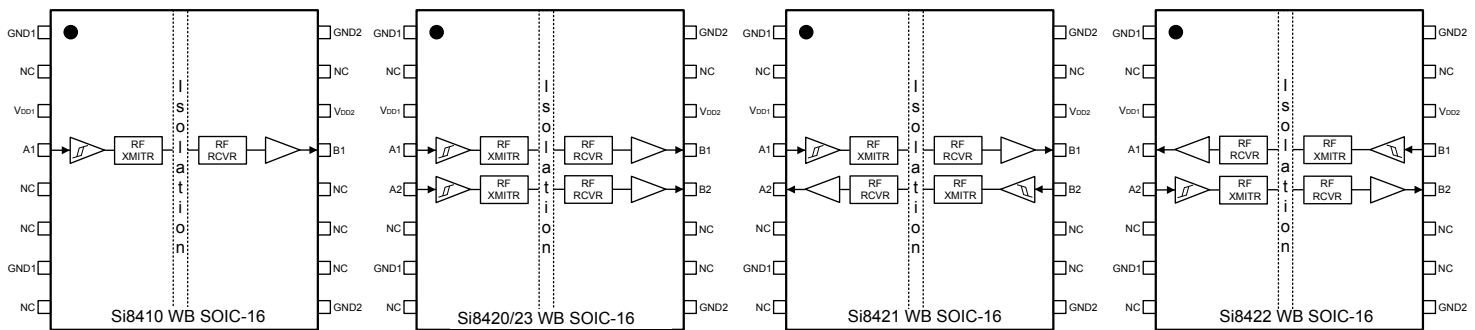 GND1
NC
VDD1
A1
NC
NC
GND1
NC
RF
XMITR
Isolation
RF
RCVR
GND2
NC
VDD2
B1
NC
NC
NC
GND2
Si8410 WB SOIC-16
GND1
NC
VDD1
A1
A2
NC
GND1
NC
RF
XMITR
RF
XMITR
Isolation
RF
RCVR
RF
RCVR
GND2
NC
VDD2
B1
B2
NC
NC
GND2
Si8420/23 WB SOIC-16
GND1
NC
VDD1
A1
A2
NC
GND1
NC
RF
XMITR
RF
RCVR
Isolation
RF
RCVR
RF
XMITR
GND2
NC
VDD2
B1
B2
NC
NC
GND2
Si8421 WB SOIC-16
GND1
NC
VDD1
A1
A2
NC
GND1
NC
RF
RCVR
RF
XMITR
Isolation
RF
XMITR
RF
RCVR
GND2
NC
VDD2
B1
B2
NC
NC
GND2
Si8422 WB SOIC-16